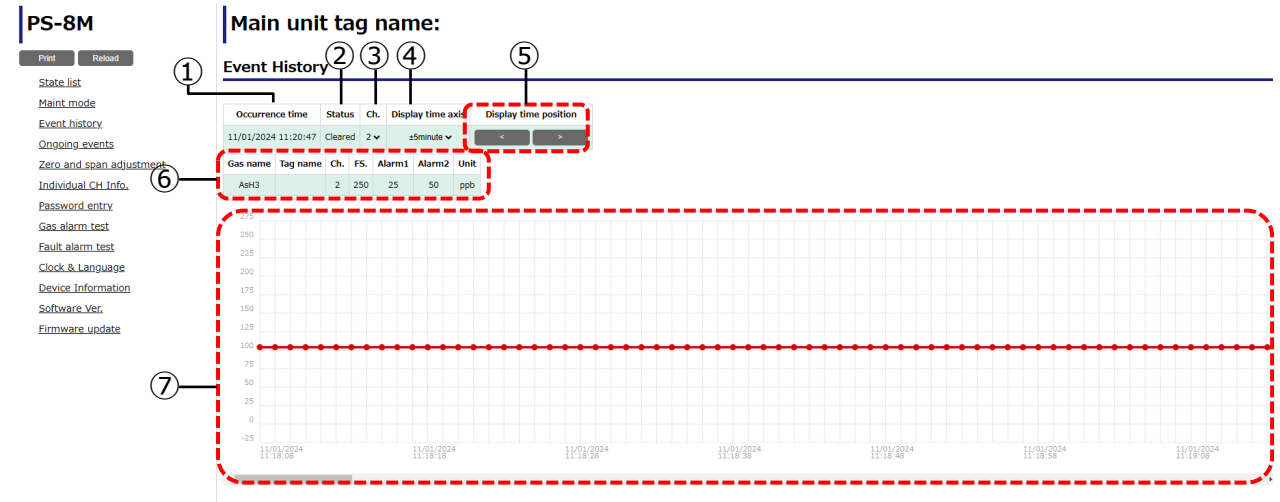 PS-8M
Print Reload
State list
Maint mode
Event history
Ongoing events
Zero and span adjustment
Individual CH Info.
Password entry
Gas alarm test
Fault alarm test
Clock & Language
Device Information
Software Ver.
Firmware update
Main unit tag name:
Event History
① ② ③ ④ ⑤
Occurrence time Status Ch. Display time axis Display time position
11/01/2024 11:20:47 Cleared 2 ±5minute < >
⑥
Gas name Tag name Ch. FS. Alarm1 Alarm2 Unit
AsH3 2 250 25 50 ppb
⑦
275
250
225
200
175
150
125
100
75
50
25
0
-25
11/01/2024 11/01/2024 11/01/2024 11/01/2024 11/01/2024 11/01/2024 11/01/2024
11:18:08 11:18:18 11:18:28 11:18:38 11:18:48 11:18:58 11:19:08